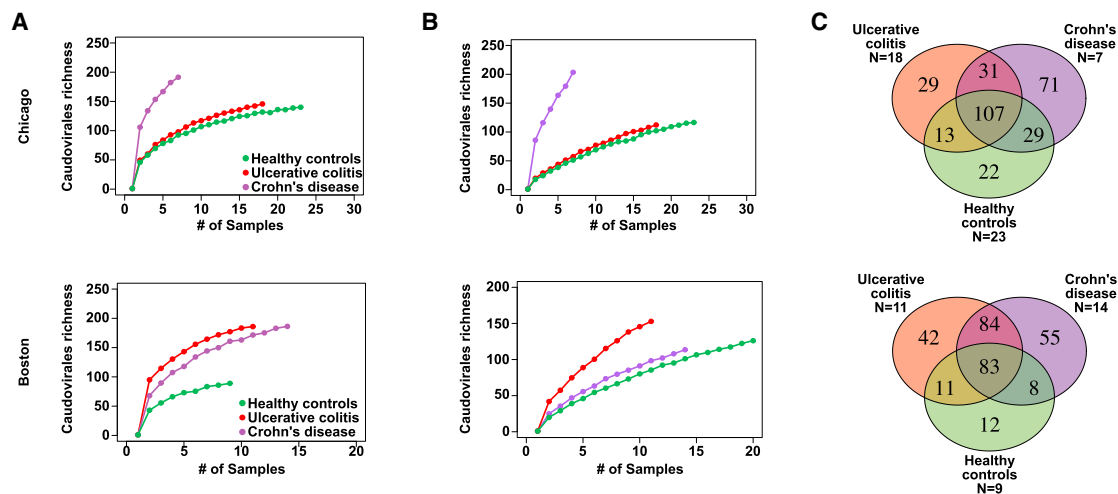 A
B
C
Chicago
Caudovirales richness
250
200
150
100
50
0
Healthy controls
Ulcerative colitis
Crohn's disease
0 5 10 15 20 25 30
# of Samples
Caudovirales richness
250
200
150
100
50
0
0 5 10 15 20 25 30
# of Samples
Ulcerative
colitis
N=18
Crohn's
disease
N=7
29 31 71
107
13 29
22
Healthy
controls
N=23
Boston
Caudovirales richness
250
200
150
100
50
0
Healthy controls
Ulcerative colitis
Crohn's disease
0 5 10 15 20
# of Samples
Caudovirales richness
200
150
100
50
0
0 5 10 15 20
# of Samples
Ulcerative
colitis
N=11
Crohn's
disease
N=14
42 84 55
83
11 8
12
Healthy
controls
N=9